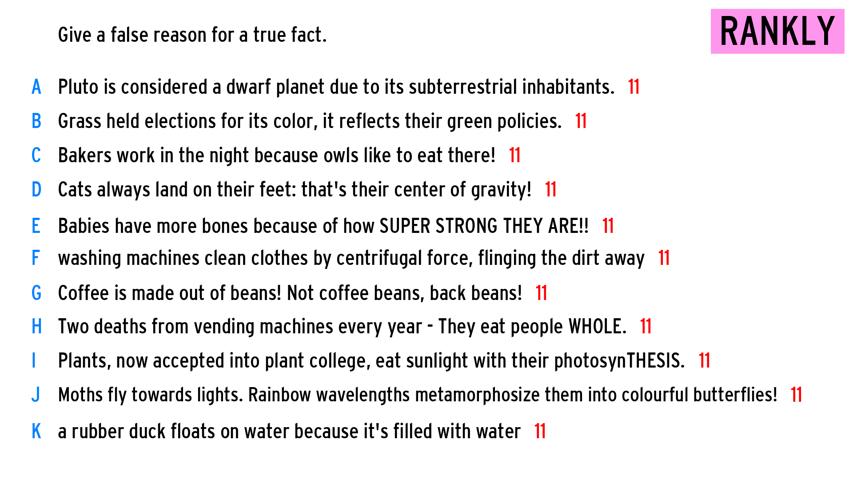 Give a false reason for a true fact.
RANKLY
A Pluto is considered a dwarf planet due to its subterrestrial inhabitants. 11
B Grass held elections for its color, it reflects their green policies. 11
C Bakers work in the night because owls like to eat there! 11
D Cats always land on their feet: that's their center of gravity! 11
E Babies have more bones because of how SUPER STRONG THEY ARE!! 11
F washing machines clean clothes by centrifugal force, flinging the dirt away 11
G Coffee is made out of beans! Not coffee beans, back beans! 11
H Two deaths from vending machines every year - They eat people WHOLE. 11
I Plants, now accepted into plant college, eat sunlight with their photosynTHESIS. 11
J Moths fly towards lights. Rainbow wavelengths metamorphosize them into colourful butterflies! 11
K a rubber duck floats on water because it's filled with water 11